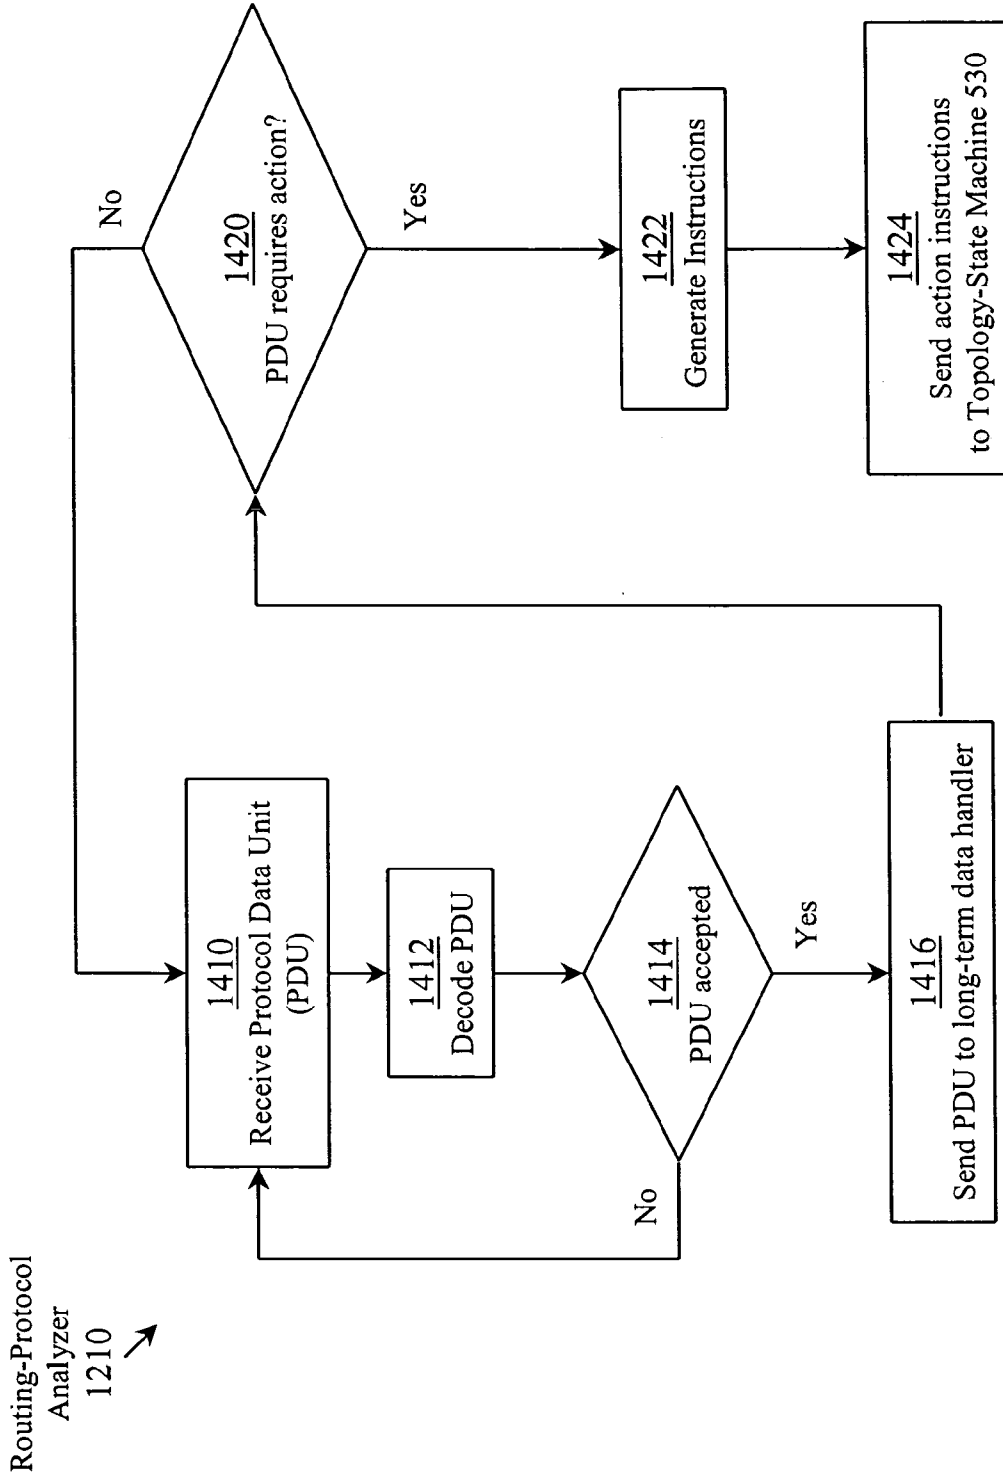 Routing-Protocol
Analyzer
1210
1410
Receive Protocol Data Unit
(PDU)
1412
Decode PDU
1414
PDU accepted
No
Yes
1416
Send PDU to long-term data handler
1420
PDU requires action?
No
Yes
1422
Generate Instructions
1424
Send action instructions
to Topology-State Machine 530